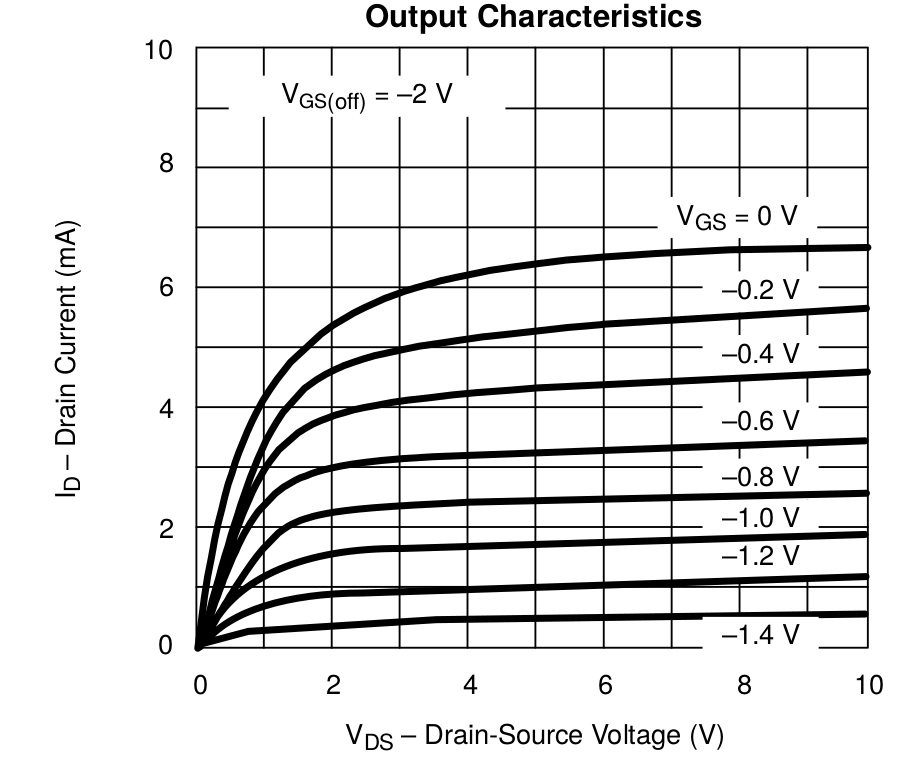 Output Characteristics
10
8
6
4
2
0
I_D – Drain Current (mA)
V_GS(off) = –2 V
V_GS = 0 V
–0.2 V
–0.4 V
–0.6 V
–0.8 V
–1.0 V
–1.2 V
–1.4 V
0 2 4 6 8 10
V_DS – Drain-Source Voltage (V)